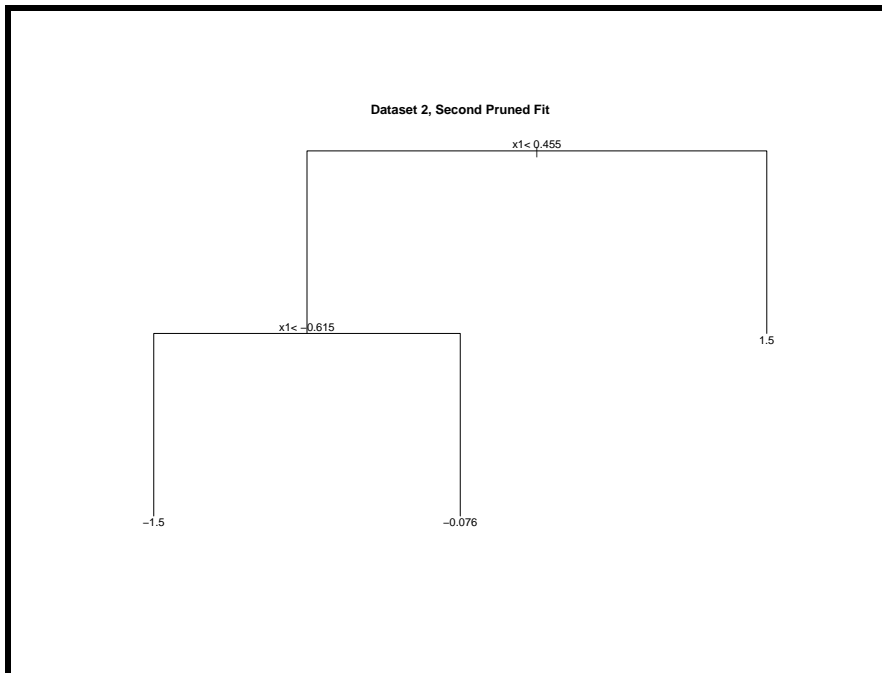 Dataset 2, Second Pruned Fit
x1< 0.455
x1< −0.615
1.5
−1.5
−0.076